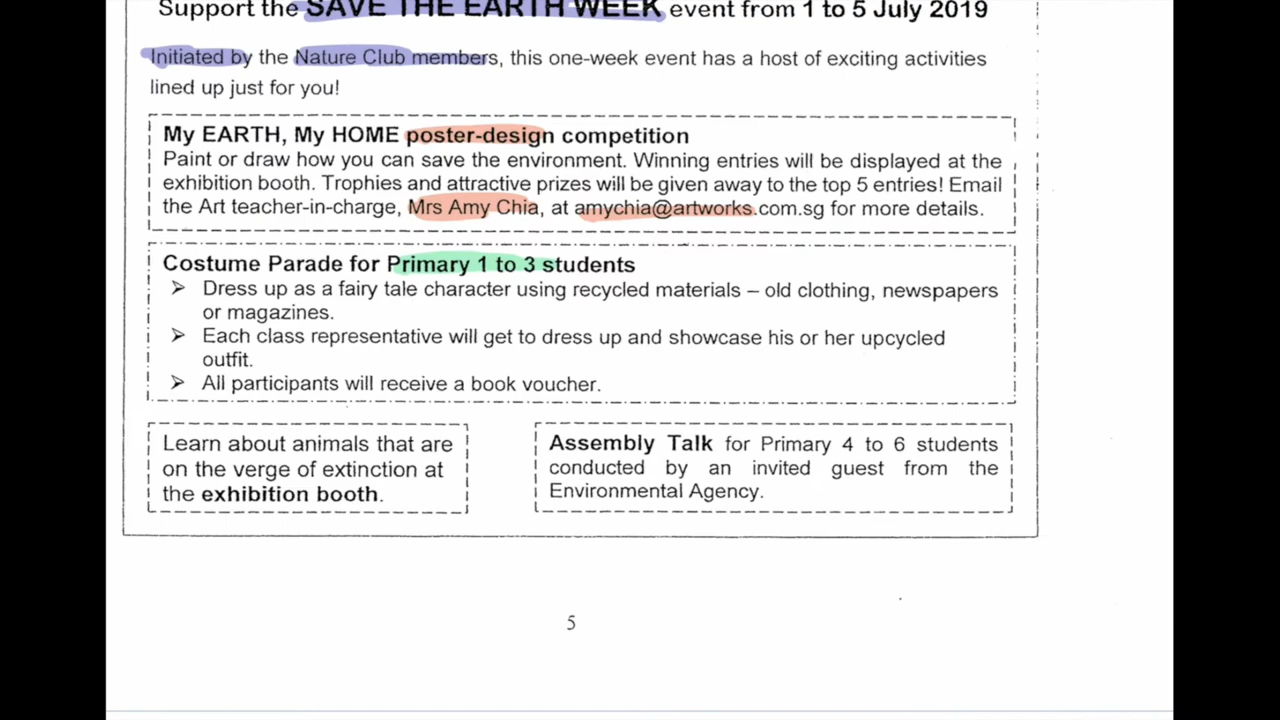 Support the SAVE THE EARTH WEEK event from 1 to 5 July 2019
Initiated by the Nature Club members, this one-week event has a host of exciting activities
lined up just for you!
My EARTH, My HOME poster-design competition
Paint or draw how you can save the environment. Winning entries will be displayed at the
exhibition booth. Trophies and attractive prizes will be given away to the top 5 entries! Email
the Art teacher-in-charge, Mrs Amy Chia, at amychia@artworks.com.sg for more details.
Costume Parade for Primary 1 to 3 students
➢ Dress up as a fairy tale character using recycled materials – old clothing, newspapers
or magazines.
➢ Each class representative will get to dress up and showcase his or her upcycled
outfit.
➢ All participants will receive a book voucher.
Learn about animals that are
on the verge of extinction at
the exhibition booth.
Assembly Talk for Primary 4 to 6 students
conducted by an invited guest from the
Environmental Agency.
5